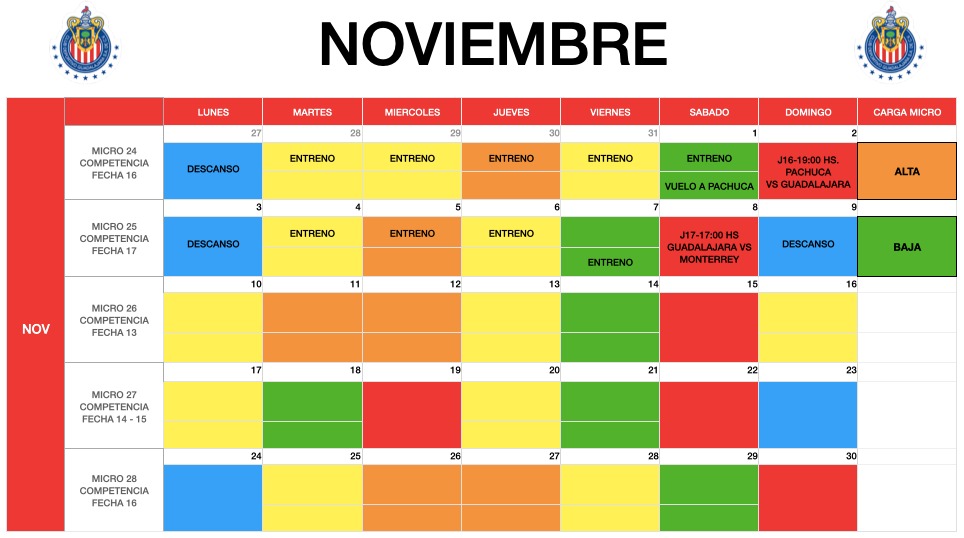 NOVIEMBRE
LUNES MARTES MIERCOLES JUEVES VIERNES SABADO DOMINGO CARGA MICRO
NOV
27 28 29 30 31 1 2
MICRO 24
COMPETENCIA
FECHA 16
DESCANSO
ENTRENO
ENTRENO
ENTRENO
ENTRENO
ENTRENO
VUELO A PACHUCA
J16-19:00 HS.
PACHUCA
VS GUADALAJARA
ALTA
3 4 5 6 7 8 9
MICRO 25
COMPETENCIA
FECHA 17
DESCANSO
ENTRENO
ENTRENO
ENTRENO
ENTRENO
J17-17:00 HS
GUADALAJARA VS
MONTERREY
DESCANSO
BAJA
10 11 12 13 14 15 16
MICRO 26
COMPETENCIA
FECHA 13
17 18 19 20 21 22 23
MICRO 27
COMPETENCIA
FECHA 14 - 15
24 25 26 27 28 29 30
MICRO 28
COMPETENCIA
FECHA 16